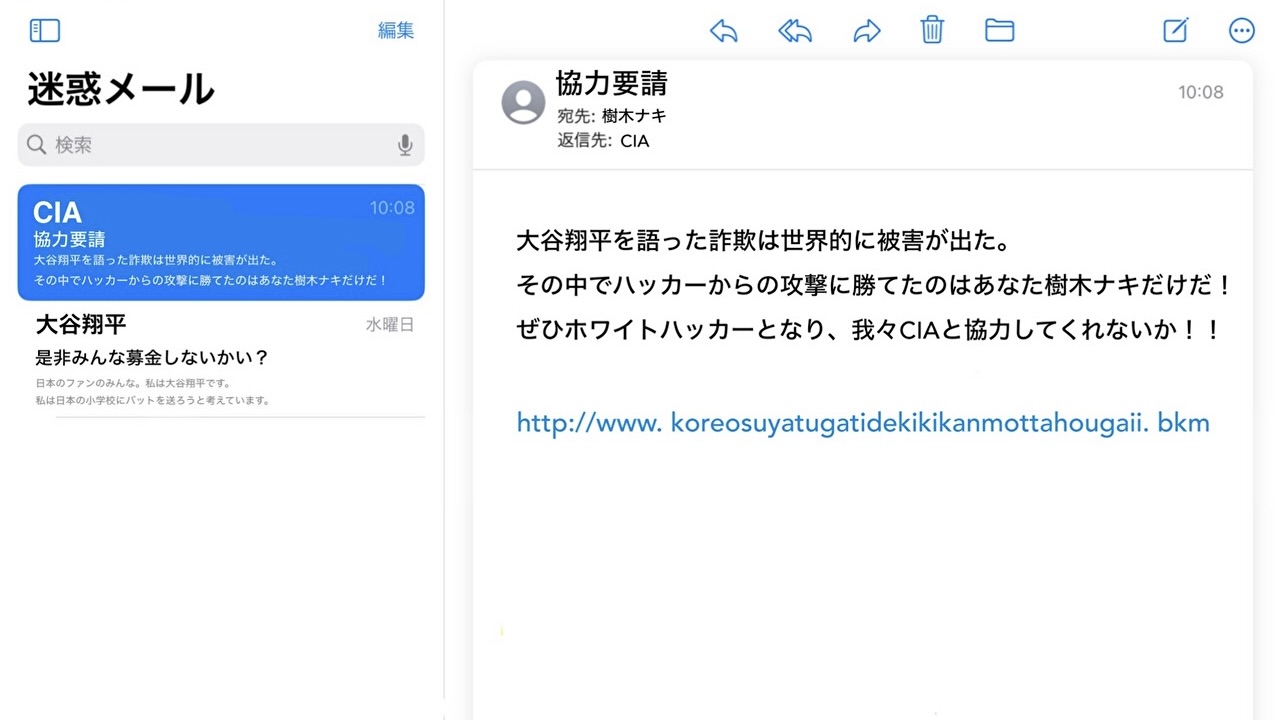 編集
迷惑メール
検索
CIA 10:08
協力要請
大谷翔平を語った詐欺は世界的に被害が出た。
その中でハッカーからの攻撃に勝てたのはあなた樹木ナキだけだ！
大谷翔平 水曜日
是非みんな募金しないかい？
日本のファンのみんな。私は大谷翔平です。
私は日本の小学校にバットを送ろうと考えています。
協力要請 10:08
宛先: 樹木ナキ
返信先: CIA
大谷翔平を語った詐欺は世界的に被害が出た。
その中でハッカーからの攻撃に勝てたのはあなた樹木ナキだけだ！
ぜひホワイトハッカーとなり、我々CIAと協力してくれないか！！
http://www. koreosuyatugatidekikikanmottahougaii. bkm